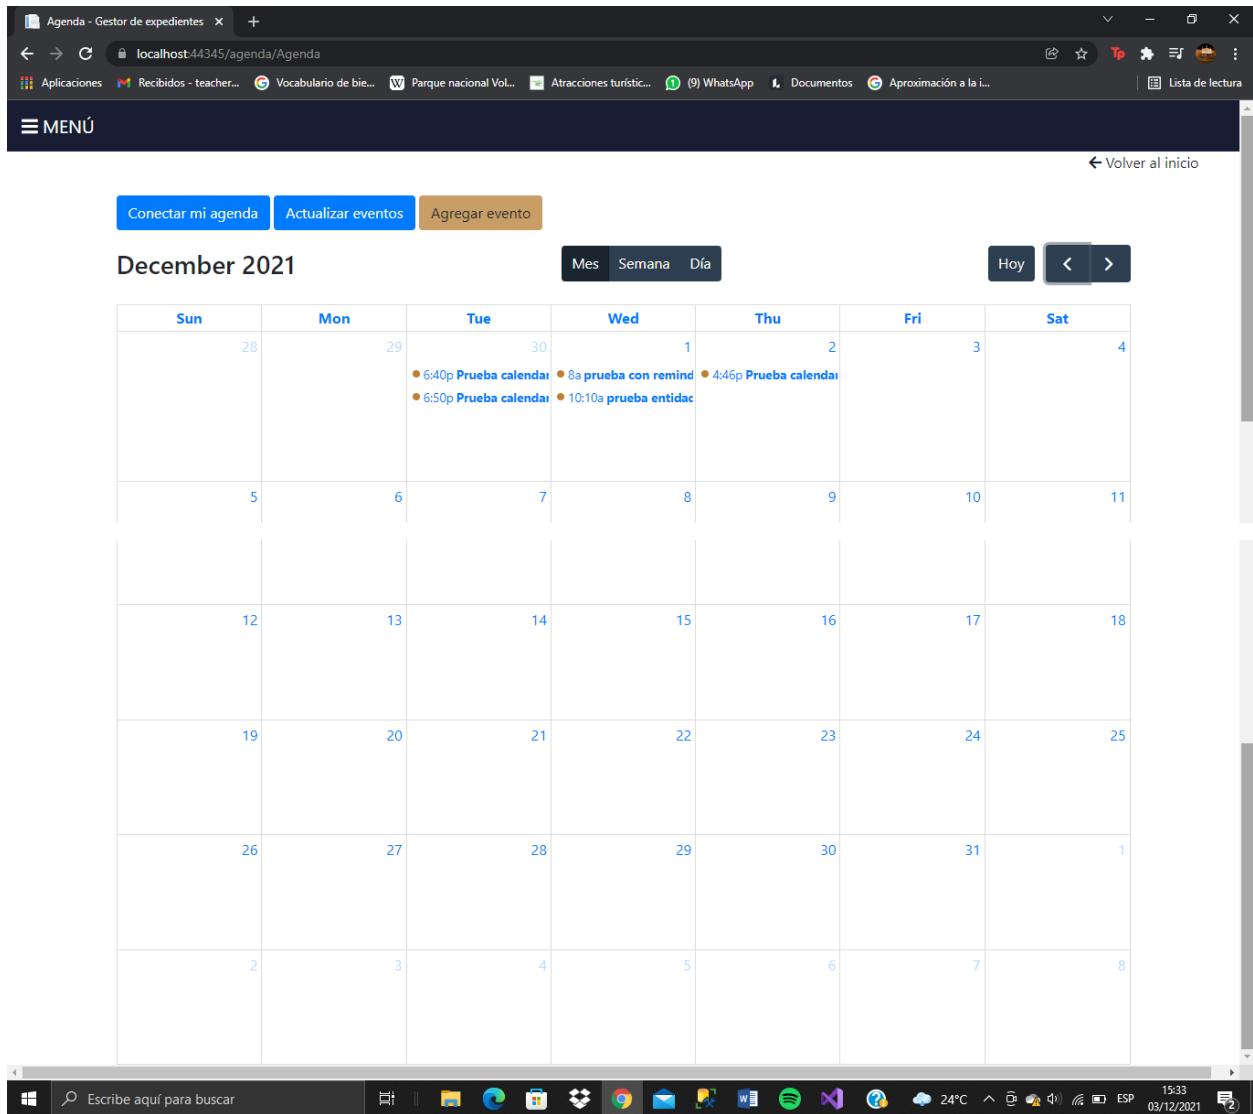 Agenda - Gestor de expedientes
localhost:44345/agenda/Agenda
Tp
Aplicaciones Recibidos - teacher... Vocabulario de bie... Parque nacional Vol... Atracciones turístic... (9) WhatsApp Documentos Aproximación a la i... Lista de lectura
MENÚ
Volver al inicio
Conectar mi agenda Actualizar eventos Agregar evento
December 2021 Mes Semana Día Hoy
Sun Mon Tue Wed Thu Fri Sat
28 29 30 1 2 3 4
6:40p Prueba calendar 8a prueba con remind 4:46p Prueba calendar
6:50p Prueba calendar 10:10a prueba entidad
5 6 7 8 9 10 11
12 13 14 15 16 17 18
19 20 21 22 23 24 25
26 27 28 29 30 31 1
2 3 4 5 6 7 8
Escribe aquí para buscar 24°C ESP 15:33
03/12/2021 2